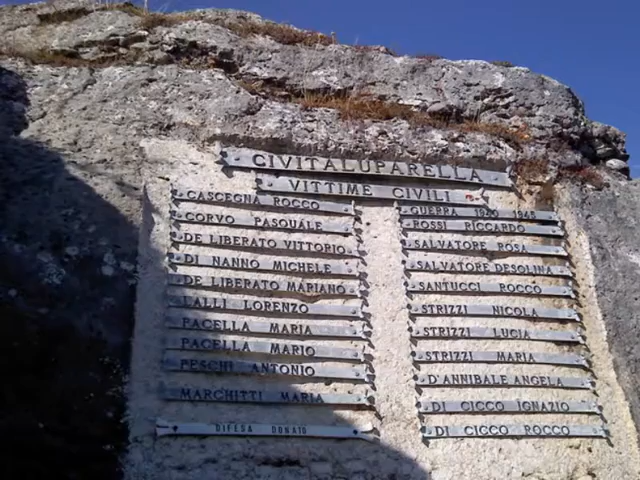 CIVITALUPARELLA
VITTIME CIVILI
CASCEGNA ROCCO
CORVO PASQUALE
DE LIBERATO VITTORIO
DI NANNO MICHELE
DE LIBERATO MARIANO
LALLI LORENZO
PACELLA MARIA
PACELLA MARIO
PESCHI ANTONIO
MARCHITTI MARIA
DIFESA DONATO
GUERRA 1940 1945
ROSSI RICCARDO
SALVATORE ROSA
SALVATORE DESOLINA
SANTUCCI ROCCO
STRIZZI NICOLA
STRIZZI LUCIA
STRIZZI MARIA
D'ANNIBALE ANGELA
DI CICCO IGNAZIO
DI CICCO ROCCO